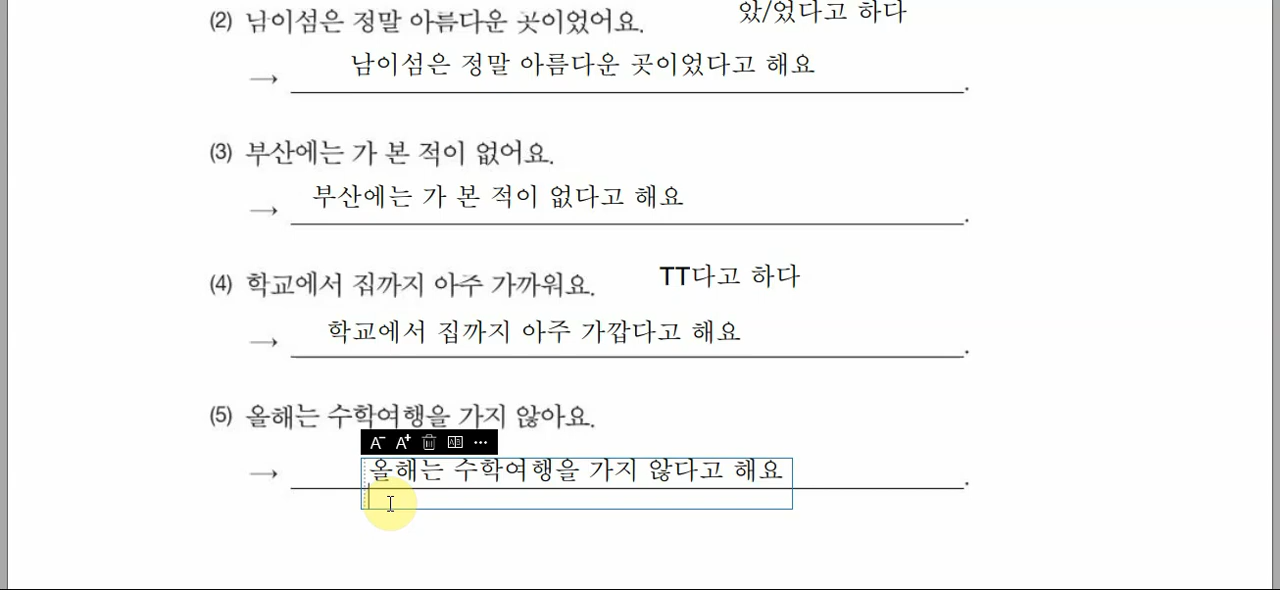 (2) 남이섬은 정말 아름다운 곳이었어요. 았/었다고 하다
→ 남이섬은 정말 아름다운 곳이었다고 해요.
(3) 부산에는 가 본 적이 없어요.
→ 부산에는 가 본 적이 없다고 해요.
(4) 학교에서 집까지 아주 가까워요. TT다고 하다
→ 학교에서 집까지 아주 가깝다고 해요.
(5) 올해는 수학여행을 가지 않아요.
A- A+
→ 올해는 수학여행을 가지 않다고 해요.